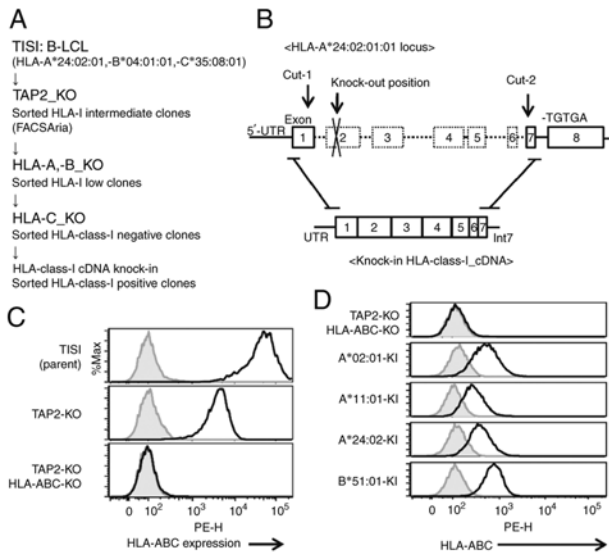 A
TISI: B-LCL
(HLA-A*24:02:01,-B*04:01:01,-C*35:08:01)
↓
TAP2_KO
Sorted HLA-I intermediate clones
(FACSAria)
↓
HLA-A,-B_KO
Sorted HLA-I low clones
↓
HLA-C_KO
Sorted HLA-class-I negative clones
↓
HLA-class-I cDNA knock-in
Sorted HLA-class-I positive clones
B
<HLA-A*24:02:01:01 locus>
Cut-1
Knock-out position
Cut-2
-TGTGA
Exon
5'-UTR
1 2 3 4 5 6 7 8
1 2 3 4 5 6 7
UTR
Int7
<Knock-in HLA-class-I_cDNA>
C
TISI
(parent)
TAP2-KO
TAP2-KO
HLA-ABC-KO
%Max
0 10² 10³ 10⁴ 10⁵
PE-H
HLA-ABC expression
D
TAP2-KO
HLA-ABC-KO
A*02:01-KI
A*11:01-KI
A*24:02-KI
B*51:01-KI
0 10² 10³ 10⁴ 10⁵
PE-H
HLA-ABC